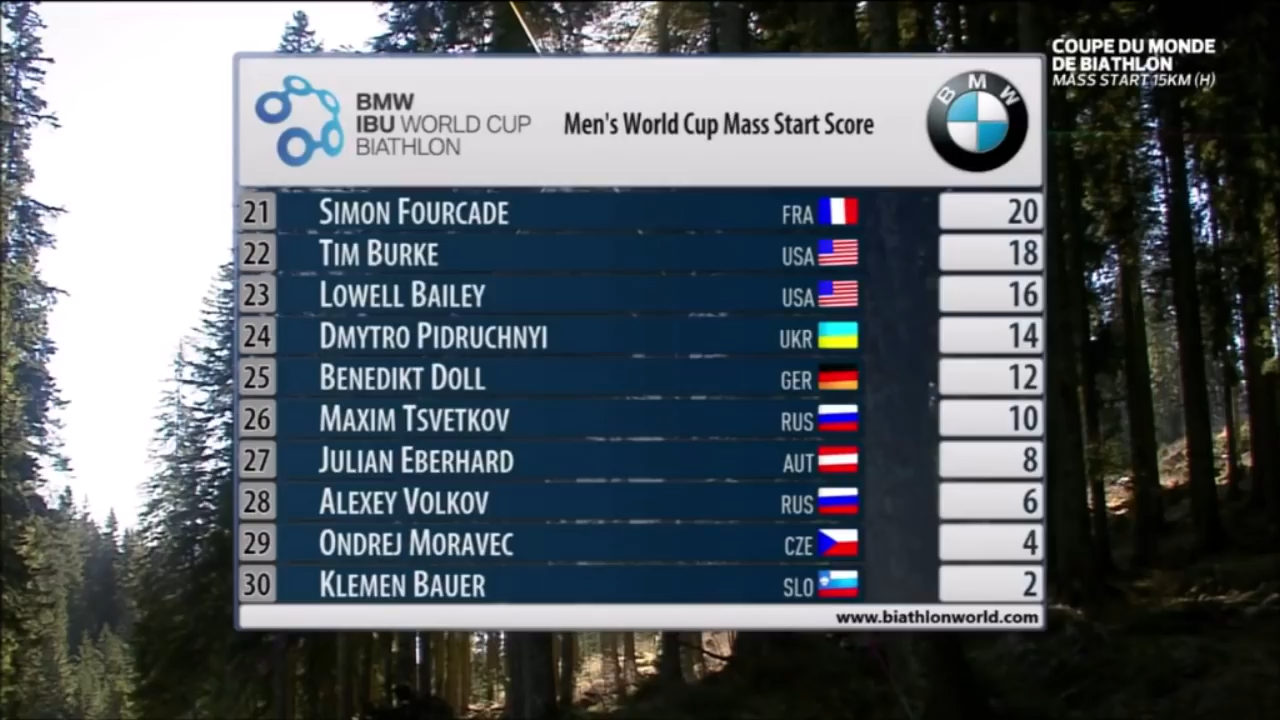 COUPE DU MONDE
DE BIATHLON
MASS START 15KM (H)
BMW
IBU WORLD CUP
BIATHLON
Men's World Cup Mass Start Score
BMW
21 SIMON FOURCADE FRA 20
22 TIM BURKE USA 18
23 LOWELL BAILEY USA 16
24 DMYTRO PIDRUCHNYI UKR 14
25 BENEDIKT DOLL GER 12
26 MAXIM TSVETKOV RUS 10
27 JULIAN EBERHARD AUT 8
28 ALEXEY VOLKOV RUS 6
29 ONDREJ MORAVEC CZE 4
30 KLEMEN BAUER SLO 2
www.biathlonworld.com